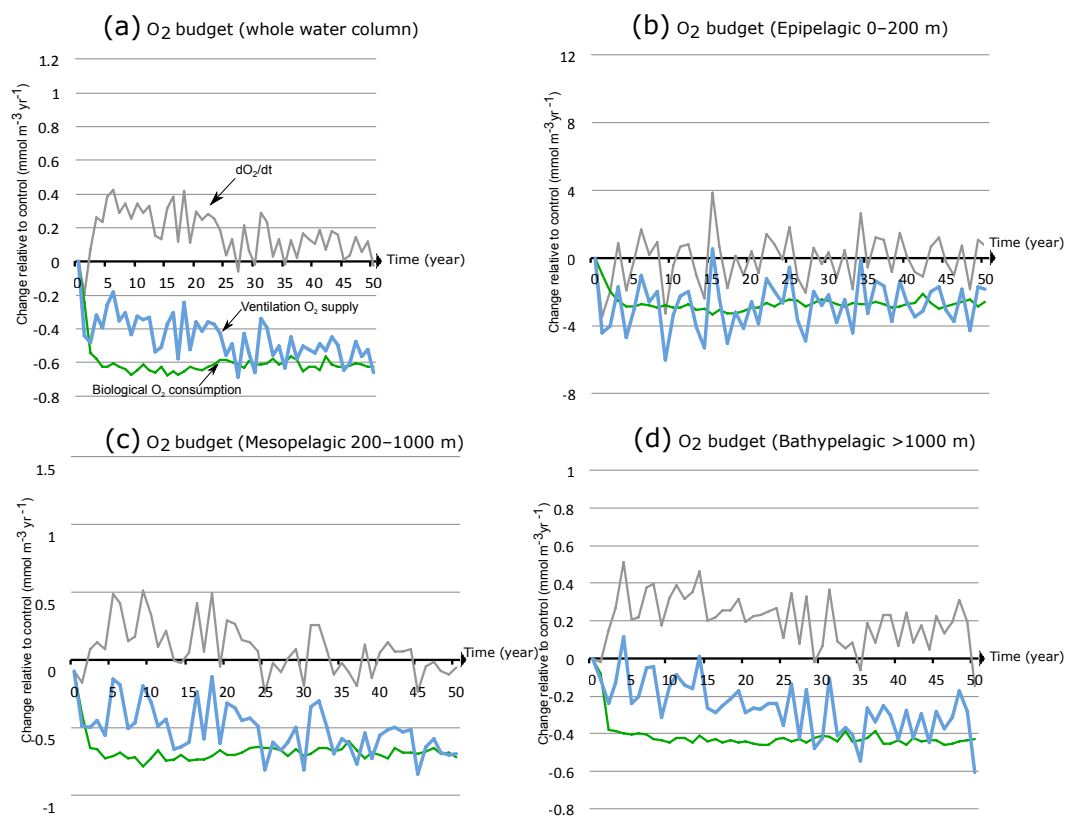 (a) O2 budget (whole water column)
Change relative to control (mmol m-3 yr-1)
1.2
1
0.8
0.6
0.4
0.2
0
-0.2
-0.4
-0.6
-0.8
dO2/dt
Time (year)
0 5 10 15 20 25 30 35 40 45 50
Ventilation O2 supply
Biological O2 consumption
(b) O2 budget (Epipelagic 0–200 m)
Change relative to control (mmol m-3 yr-1)
12
8
4
0
-4
-8
Time (year)
0 5 10 15 20 25 30 35 40 45 50
(c) O2 budget (Mesopelagic 200–1000 m)
Change relative to control (mmol m-3 yr-1)
1.5
1
0.5
0
-0.5
-1
Time (year)
0 5 10 15 20 25 30 35 40 45 50
(d) O2 budget (Bathypelagic >1000 m)
Change relative to control (mmol m-3yr-1)
1
0.8
0.6
0.4
0.2
0
-0.2
-0.4
-0.6
-0.8
Time (year)
0 5 10 15 20 25 30 35 40 45 50